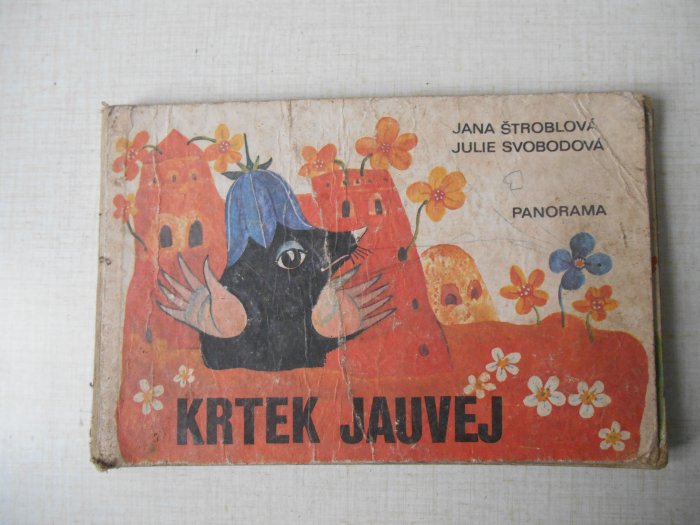 JANA ŠTROBLOVÁ
JULIE SVOBODOVÁ
PANORAMA
KRTEK JAUVEJ